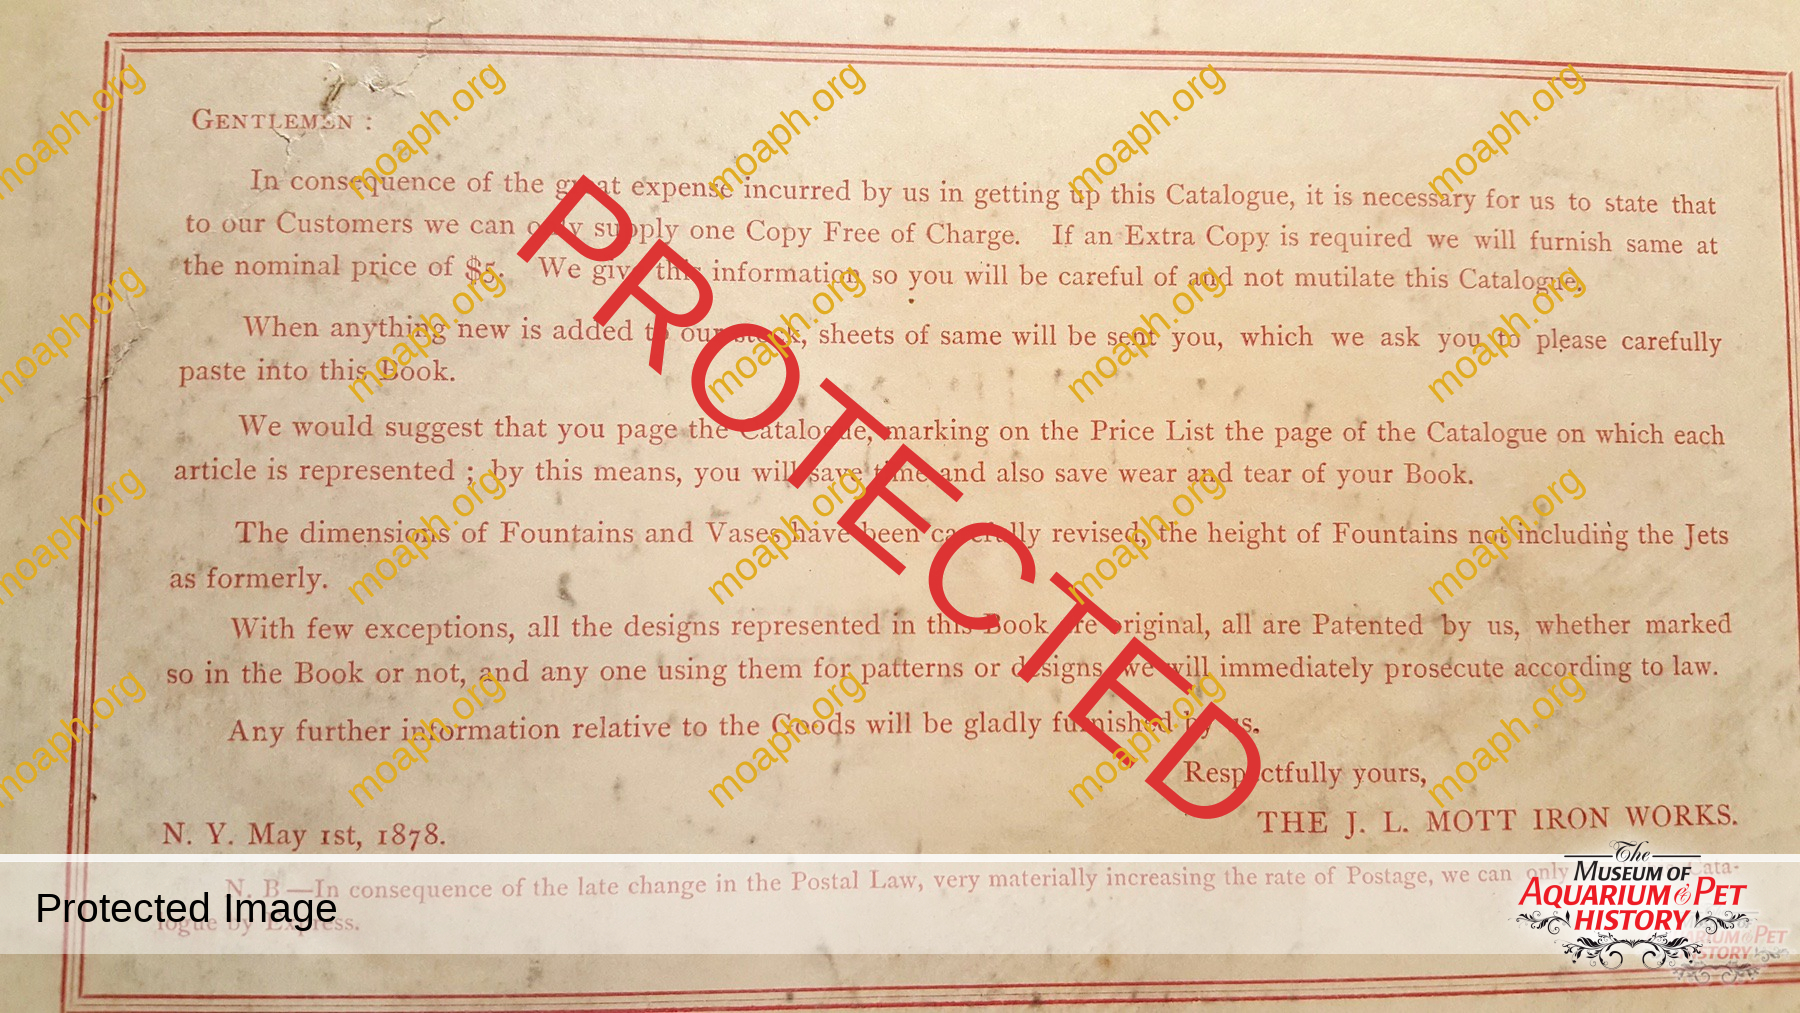 GENTLEMEN :
In consequence of the great expense incurred by us in getting up this Catalogue, it is necessary for us to state that
to our Customers we can only supply one Copy Free of Charge. If an Extra Copy is required we will furnish same at
the nominal price of $5. We give this information so you will be careful of and not mutilate this Catalogue.
When anything new is added to our stock, sheets of same will be sent you, which we ask you to please carefully
paste into this Book.
We would suggest that you page the Catalogue, marking on the Price List the page of the Catalogue on which each
article is represented ; by this means, you will save time and also save wear and tear of your Book.
The dimensions of Fountains and Vases have been carefully revised, the height of Fountains not including the Jets
as formerly.
With few exceptions, all the designs represented in this Book are original, all are Patented by us, whether marked
so in the Book or not, and any one using them for patterns or designs, we will immediately prosecute according to law.
Any further information relative to the Goods will be gladly furnished by us.
Respectfully yours,
THE J. L. MOTT IRON WORKS.
N. Y. May 1st, 1878.
N. B.—In consequence of the late change in the Postal Law, very materially increasing the rate of Postage, we can only Cata-
logue by Express.
PROTECTED
Protected Image
The
MUSEUM OF
AQUARIUM & PET
HISTORY
moaph.org